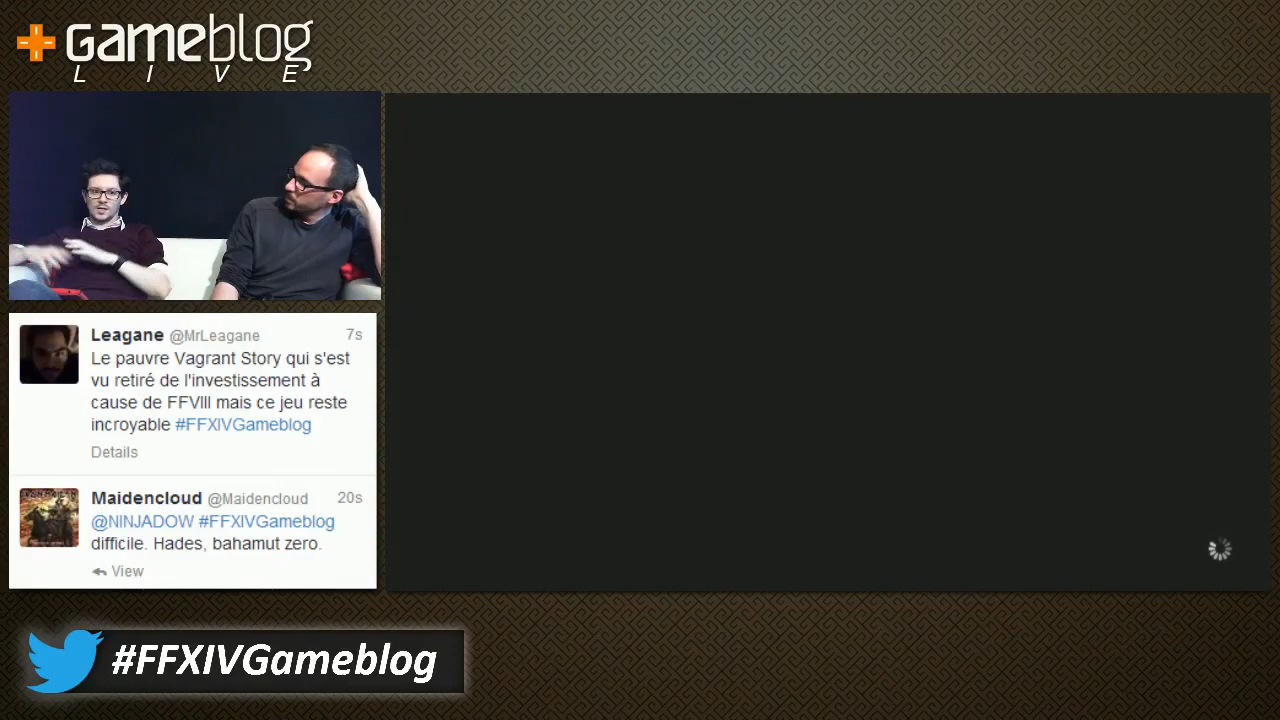 gameblog
LIVE
Leagane @MrLeagane 7s
Le pauvre Vagrant Story qui s'est
vu retiré de l'investissement à
cause de FFVIII mais ce jeu reste
incroyable #FFXIVGameblog
Details
Maidencloud @Maidencloud 20s
@NINJADOW #FFXIVGameblog
difficile. Hades, bahamut zero.
View
#FFXIVGameblog